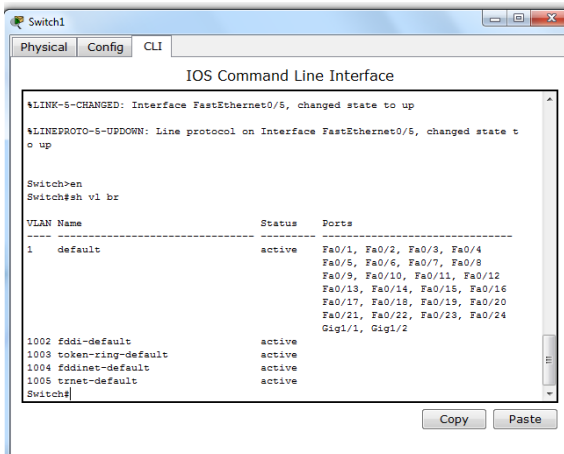 Switch1
Physical Config CLI
IOS Command Line Interface
%LINK-5-CHANGED: Interface FastEthernet0/5, changed state to up
%LINEPROTO-5-UPDOWN: Line protocol on Interface FastEthernet0/5, changed state t
o up
Switch>en
Switch#sh vl br
VLAN Name Status Ports
---- -------------------------------- --------- -------------------------------
1 default active Fa0/1, Fa0/2, Fa0/3, Fa0/4
Fa0/5, Fa0/6, Fa0/7, Fa0/8
Fa0/9, Fa0/10, Fa0/11, Fa0/12
Fa0/13, Fa0/14, Fa0/15, Fa0/16
Fa0/17, Fa0/18, Fa0/19, Fa0/20
Fa0/21, Fa0/22, Fa0/23, Fa0/24
Gig1/1, Gig1/2
1002 fddi-default active
1003 token-ring-default active
1004 fddinet-default active
1005 trnet-default active
Switch#
Copy Paste